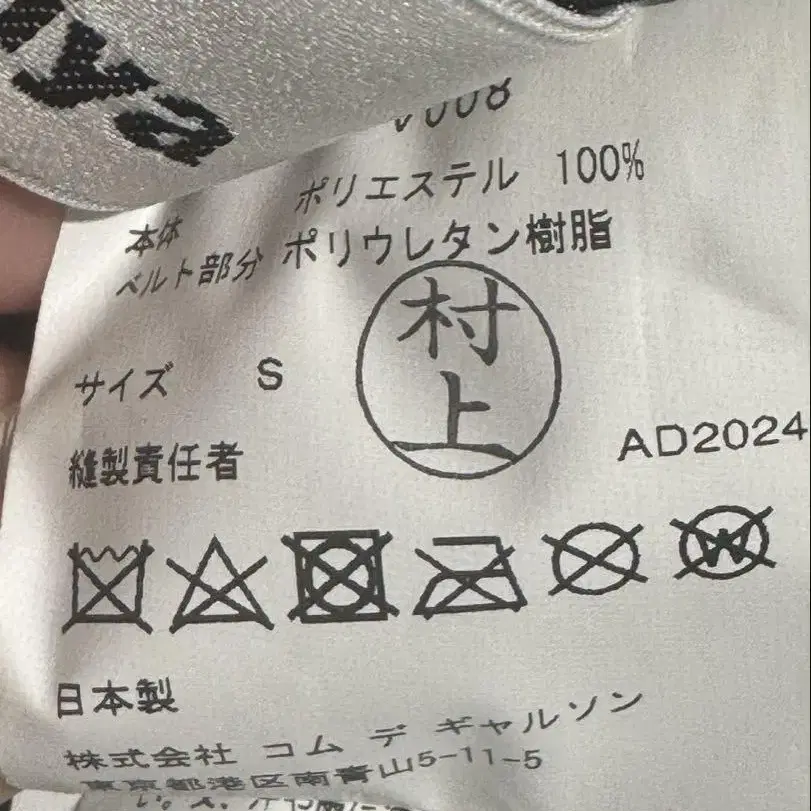 ya
ポリエステル 100%
本体
ベルト部分 ポリウレタン樹脂
村上
サイズ S
AD2024
縫製責任者
W
日本製
株式会社 コム デ ギャルソン
東京都港区南青山5-11-5